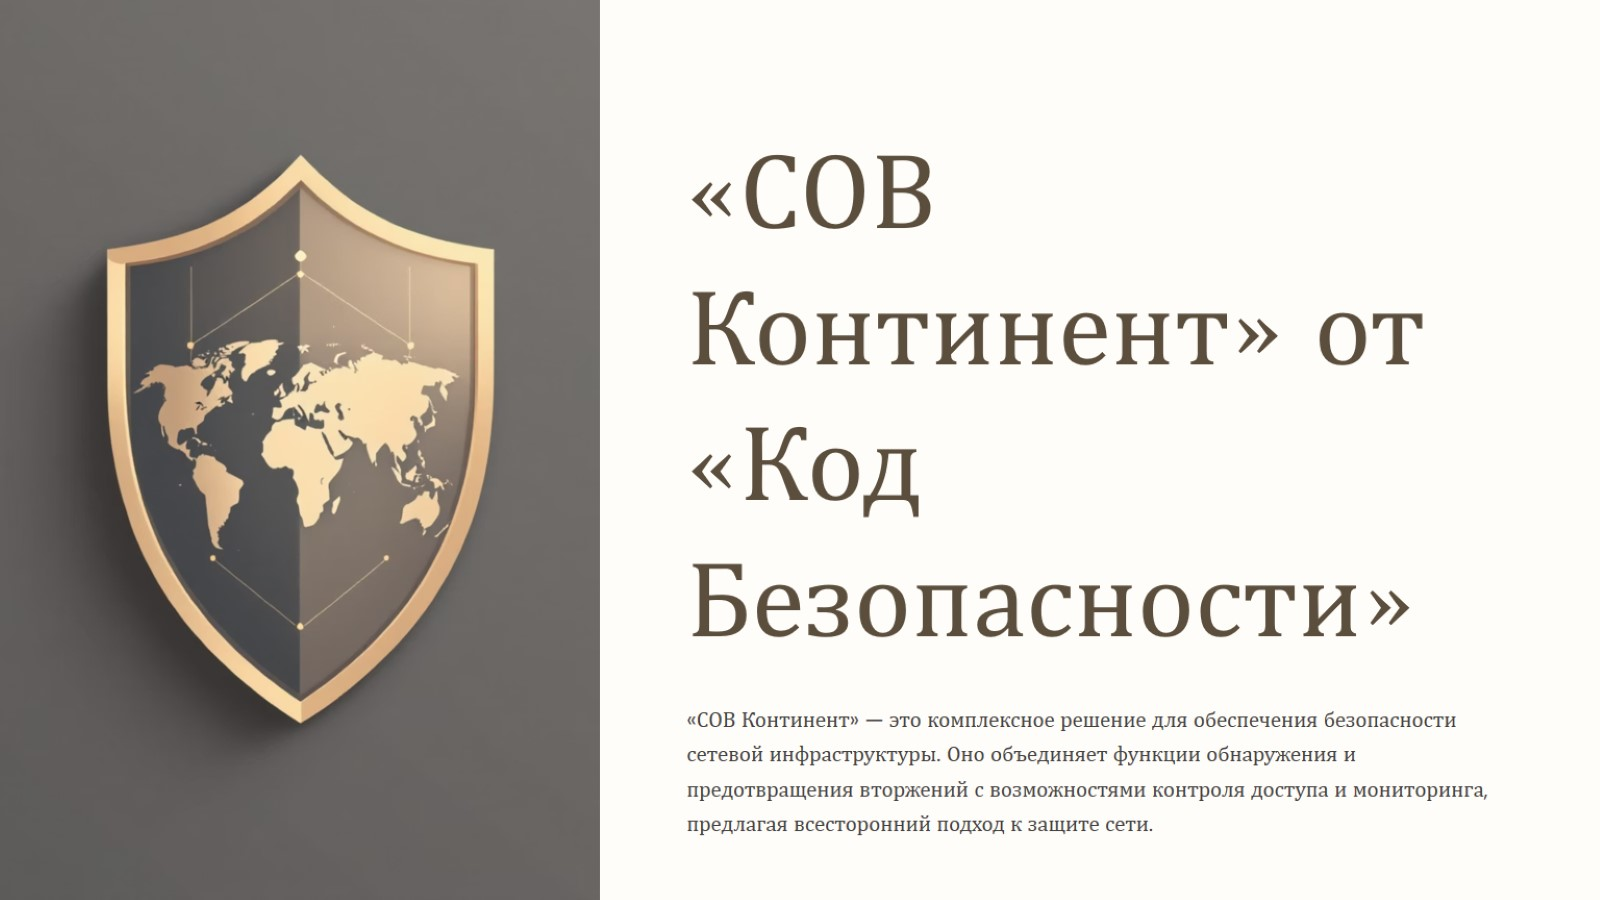 «СОВ
Континент» от
«Код
Безопасности»
«СОВ Континент» — это комплексное решение для обеспечения безопасности
сетевой инфраструктуры. Оно объединяет функции обнаружения и
предотвращения вторжений с возможностями контроля доступа и мониторинга,
предлагая всесторонний подход к защите сети.